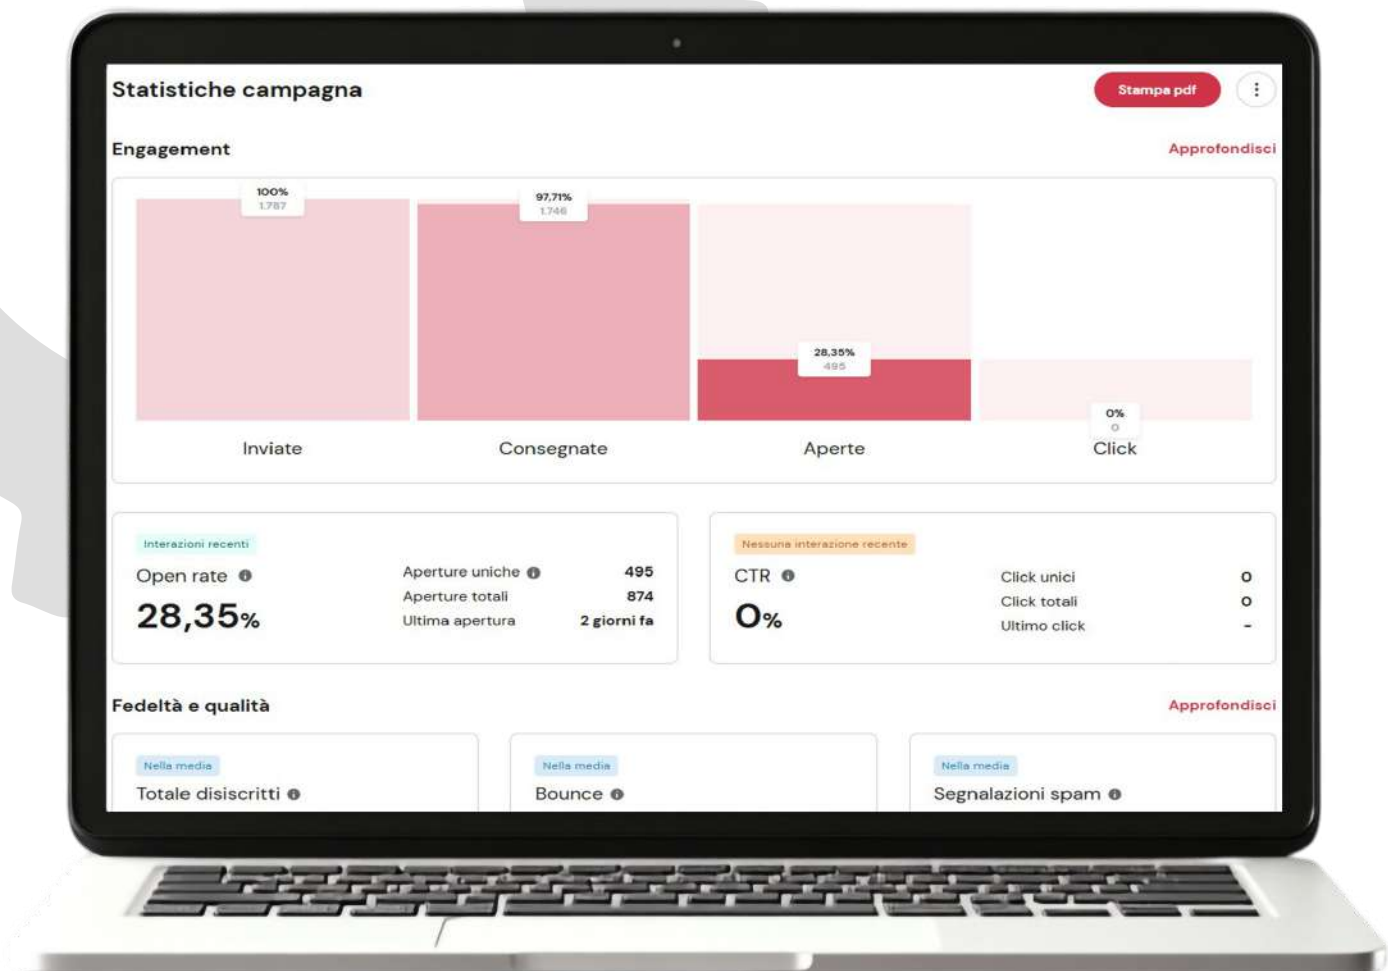 Statistiche campagna
Stampa pdf
Engagement
Approfondisci
100%
1.787
97,71%
1.746
28,35%
495
0%
0
Inviate
Consegnate
Aperte
Click
Interazioni recenti
Open rate
28,35%
Aperture uniche 495
Aperture totali 874
Ultima apertura 2 giorni fa
Nessuna interazione recente
CTR
0%
Click unici 0
Click totali 0
Ultimo click -
Fedeltà e qualità
Approfondisci
Nella media
Totale disiscritti
Nella media
Bounce
Nella media
Segnalazioni spam